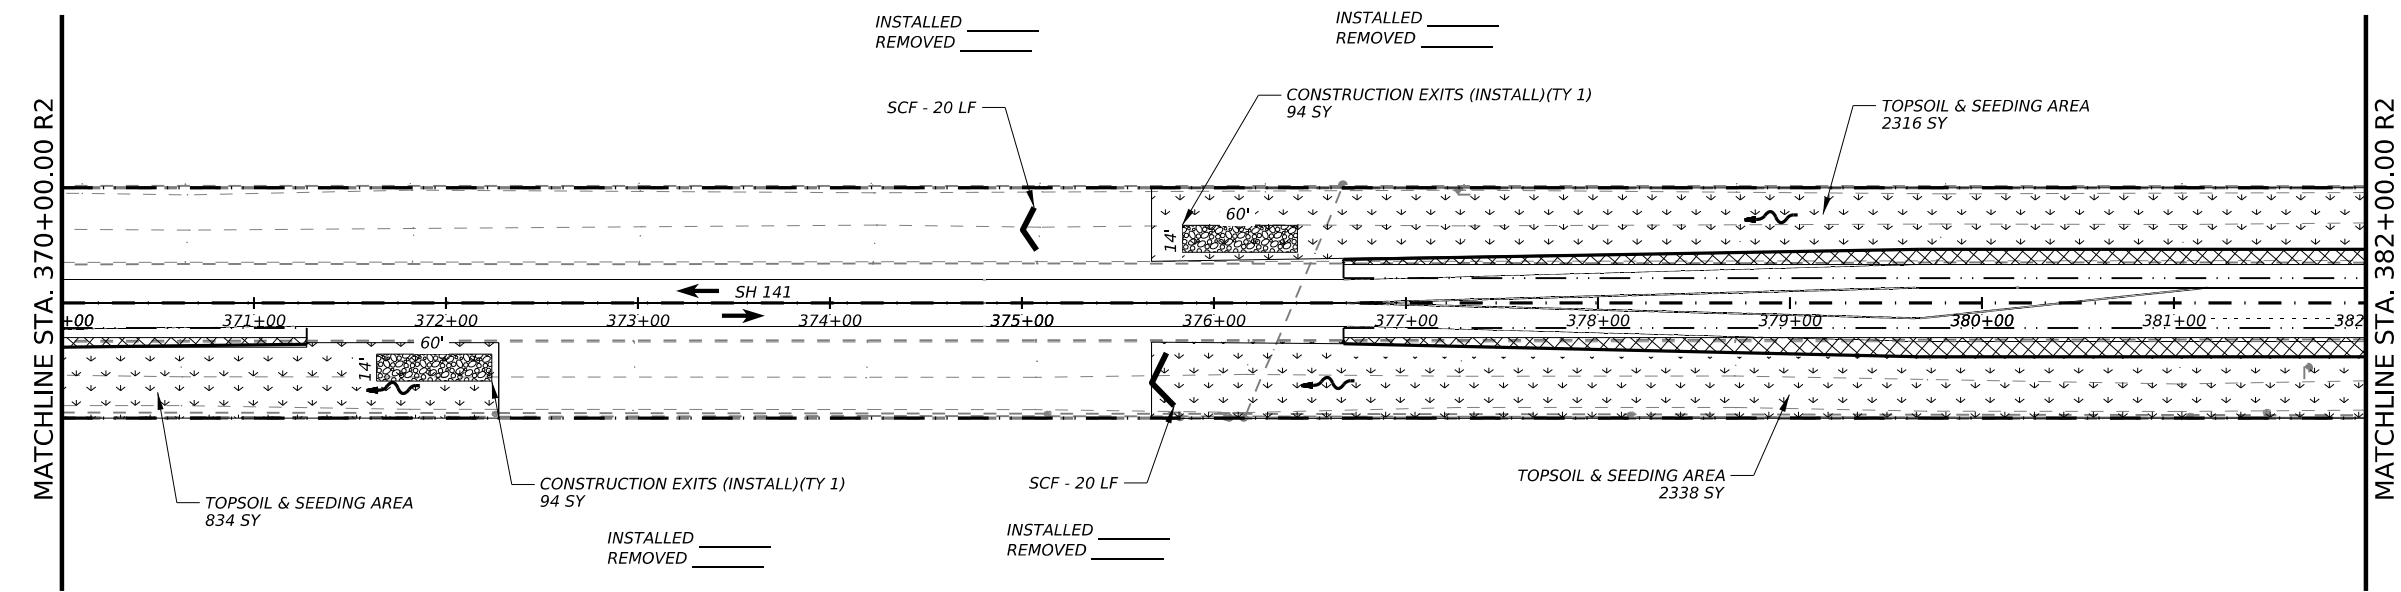 INSTALLED
REMOVED
INSTALLED
REMOVED
SCF - 20 LF
CONSTRUCTION EXITS (INSTALL)(TY 1)
94 SY
TOPSOIL & SEEDING AREA
2316 SY
MATCHLINE STA. 370+00.00 R2
MATCHLINE STA. 382+00.00 R2
60'
14'
SH 141
+00 371+00 372+00 373+00 374+00 375+00 376+00 377+00 378+00 379+00 380+00 381+00 382
60'
14'
TOPSOIL & SEEDING AREA
834 SY
CONSTRUCTION EXITS (INSTALL)(TY 1)
94 SY
SCF - 20 LF
TOPSOIL & SEEDING AREA
2338 SY
INSTALLED
REMOVED
INSTALLED
REMOVED